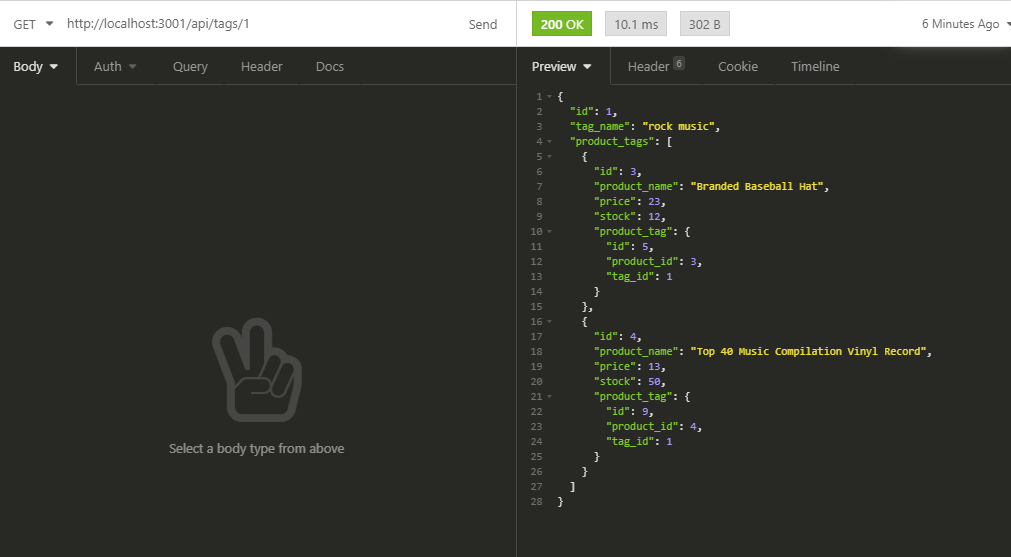 GET http://localhost:3001/api/tags/1 Send
200 OK 10.1 ms 302 B 6 Minutes Ago
Body Auth Query Header Docs
Preview Header 6 Cookie Timeline
Select a body type from above
1 {
2 "id": 1,
3 "tag_name": "rock music",
4 "product_tags": [
5 {
6 "id": 3,
7 "product_name": "Branded Baseball Hat",
8 "price": 23,
9 "stock": 12,
10 "product_tag": {
11 "id": 5,
12 "product_id": 3,
13 "tag_id": 1
14 }
15 },
16 {
17 "id": 4,
18 "product_name": "Top 40 Music Compilation Vinyl Record",
19 "price": 13,
20 "stock": 50,
21 "product_tag": {
22 "id": 9,
23 "product_id": 4,
24 "tag_id": 1
25 }
26 }
27 ]
28 }